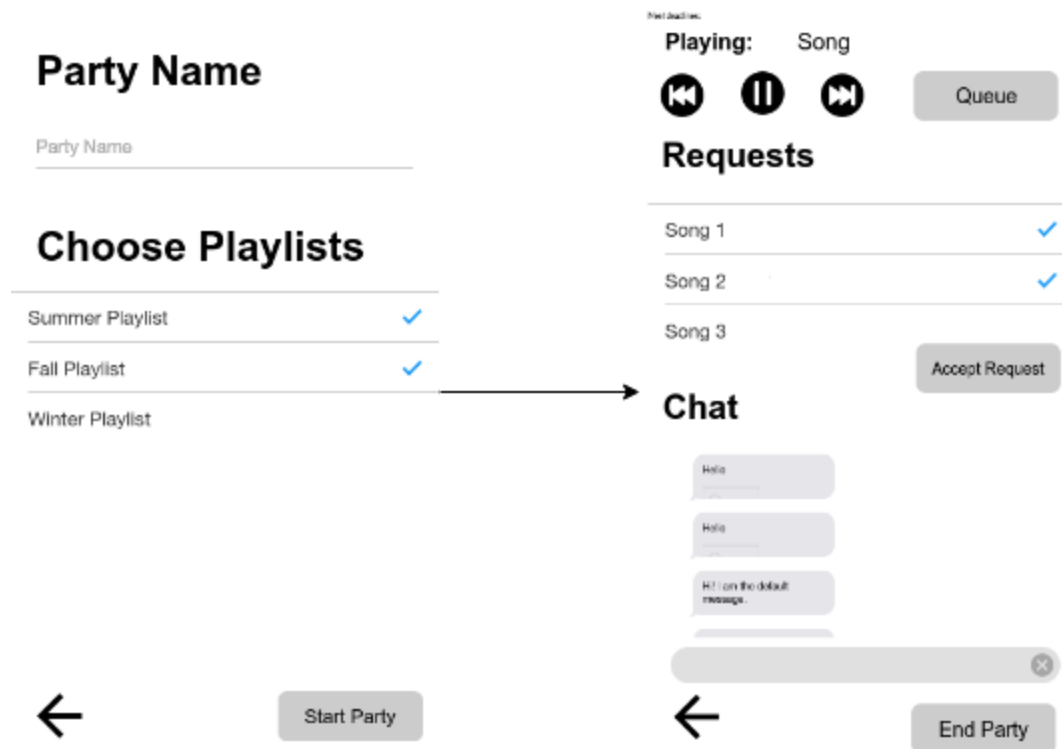 Party Name
Party Name
Choose Playlists
Summer Playlist
Fall Playlist
Winter Playlist
Start Party
Playing: Song
Queue
Requests
Song 1
Song 2
Song 3
Accept Request
Chat
Hello
Hello
Hi! I am the default
message.
End Party